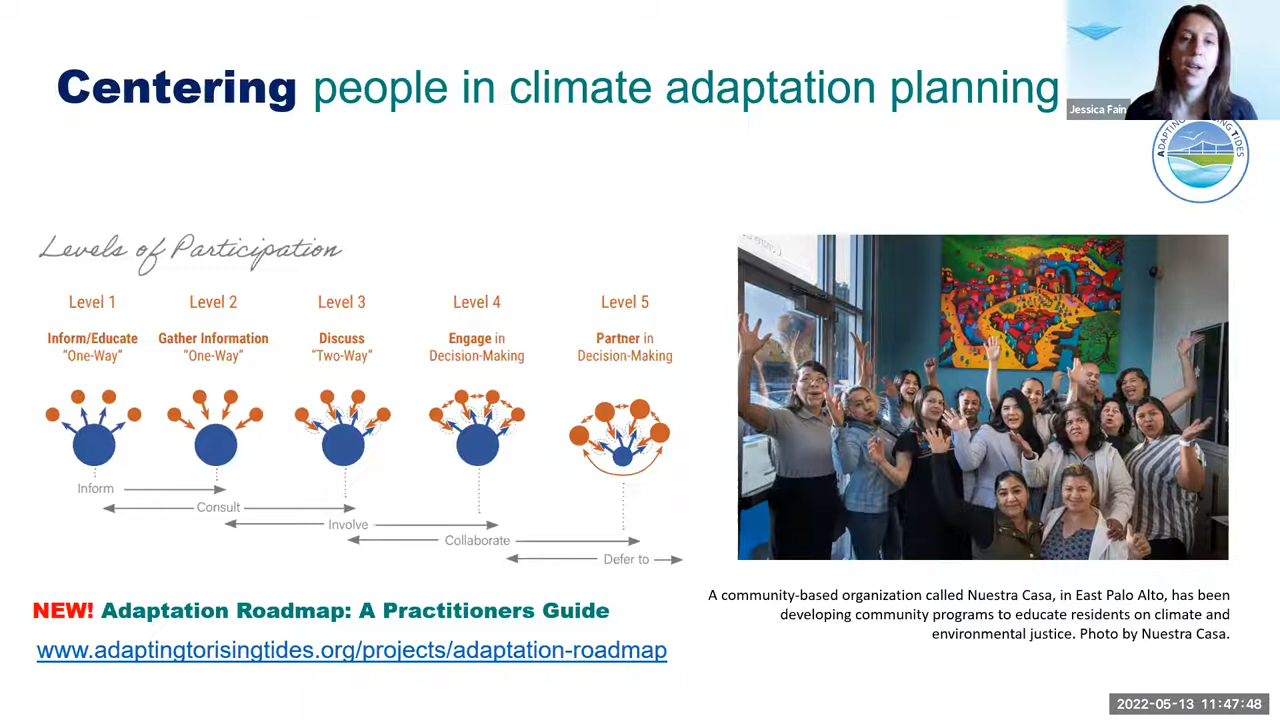 Centering people in climate adaptation planning
Jessica Fain
Levels of Participation
Level 1
Level 2
Level 3
Level 4
Level 5
Inform/Educate
"One-Way"
Gather Information
"One-Way"
Discuss
"Two-Way"
Engage in
Decision-Making
Partner in
Decision-Making
Inform
Consult
Involve
Collaborate
Defer to
NEW! Adaptation Roadmap: A Practitioners Guide
www.adaptingtorisingtides.org/projects/adaptation-roadmap
A community-based organization called Nuestra Casa, in East Palo Alto, has been
developing community programs to educate residents on climate and
environmental justice. Photo by Nuestra Casa.
2022-05-13 11:47:48